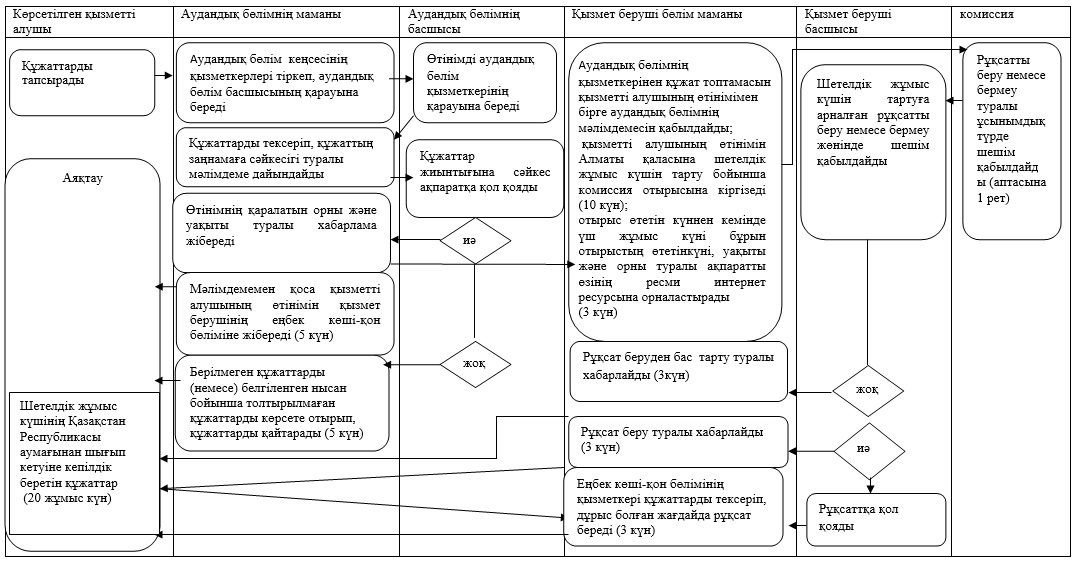 Көрсетілген қызметті
алушы
Аудандық бөлімнің маманы
Аудандық бөлімнің
басшысы
Қызмет беруші бөлім маманы
Қызмет беруші
басшысы
комиссия
Құжаттарды
тапсырады
Аяқтау
Шетелдік жұмыс
күшінің Қазақстан
Республикасы
аумағынан шығып
кетуіне кепілдік
беретін құжаттар
(20 жұмыс күн)
Аудандық бөлім кеңсесінің
қызметкерлері тіркеп, аудандық
бөлім басшысының қарауына
береді
Құжаттарды тексеріп, құжаттың
заңнамаға сәйкесігі туралы
мәлімдеме дайындайды
Өтінімнің қаралатын орны және
уақыты туралы хабарлама
жібереді
Мәлімдемемен қоса қызметті
алушының өтінімін қызмет
берушінің еңбек көші-қон
бөліміне жібереді (5 күн)
Берілмеген құжаттарды
(немесе) белгіленген нысан
бойынша толтырылмаған
құжаттарды көрсете отырып,
құжаттарды қайтарады (5 күн)
Өтінімді аудандық
бөлім
қызметкерінің
қарауына береді
Құжаттар
жиынтығына сәйкес
ақпаратқа қол қояды
иә
жоқ
Аудандық бөлімнің
қызметкерінен құжат топтамасын
қызметті алушының өтінімімен
бірге аудандық бөлімнің
мәлімдемесін қабылдайды;
қызметті алушының өтінімін
Алматы қаласына шетелдік
жұмыс күшін тарту бойынша
комиссия отырысына кіргізеді
(10 күн);
отырыс өтетін күннен кемінде
үш жұмыс күні бұрын
отырыстың өтетінкүні, уақыты
және орны туралы ақпаратты
өзінің ресми интернет
ресурсына орналастырады
(3 күн)
Рұқсат беруден бас тарту туралы
хабарлайды (3күн)
Рұқсат беру туралы хабарлайды
(3 күн)
Еңбек көші-қон бөлімінің
қызметкері құжаттарды тексеріп,
дұрыс болған жағдайда рұқсат
береді (3 күн)
Шетелдік жұмыс
күшін тартуға
арналған рұқсатты
беру немесе бермеу
жөнінде шешім
қабылдайды
жоқ
иә
Рұқсаттқа қол
қояды
Рұқсатты
беру немесе
бермеу
туралы
ұсынымдық
түрде
шешім
қабылдайд
ы (аптасына
1 рет)